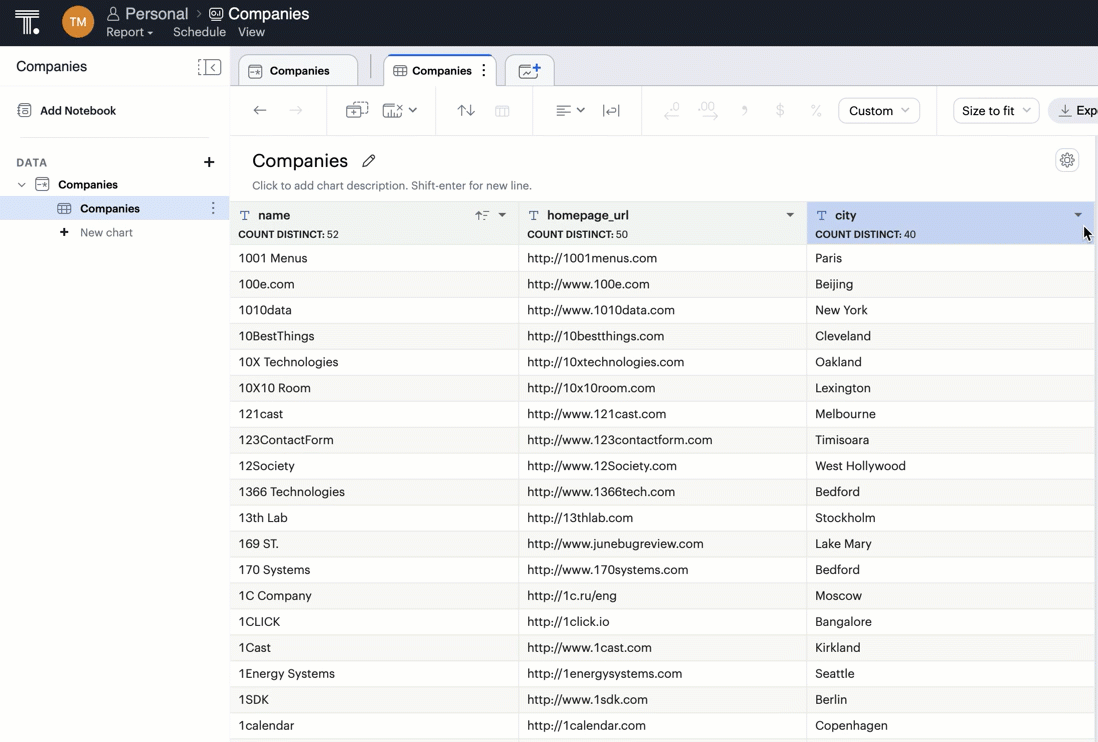 T.
TM
Personal > Companies
Report Schedule View
Companies
Companies
Companies
Add Notebook
Custom
Size to fit
Exp
DATA
Companies
Companies
New chart
Companies
Click to add chart description. Shift-enter for new line.
T name T homepage_url T city
COUNT DISTINCT: 52 COUNT DISTINCT: 50 COUNT DISTINCT: 40
1001 Menus http://1001menus.com Paris
100e.com http://www.100e.com Beijing
1010data http://www.1010data.com New York
10BestThings http://10bestthings.com Cleveland
10X Technologies http://10xtechnologies.com Oakland
10X10 Room http://10x10room.com Lexington
121cast http://www.121cast.com Melbourne
123ContactForm http://www.123contactform.com Timisoara
12Society http://www.12Society.com West Hollywood
1366 Technologies http://www.1366tech.com Bedford
13th Lab http://13thlab.com Stockholm
169 ST. http://www.junebugreview.com Lake Mary
170 Systems http://www.170systems.com Bedford
1C Company http://1c.ru/eng Moscow
1CLICK http://1click.io Bangalore
1Cast http://www.1cast.com Kirkland
1Energy Systems http://1energysystems.com Seattle
1SDK http://www.1sdk.com Berlin
1calendar http://1calendar.com Copenhagen